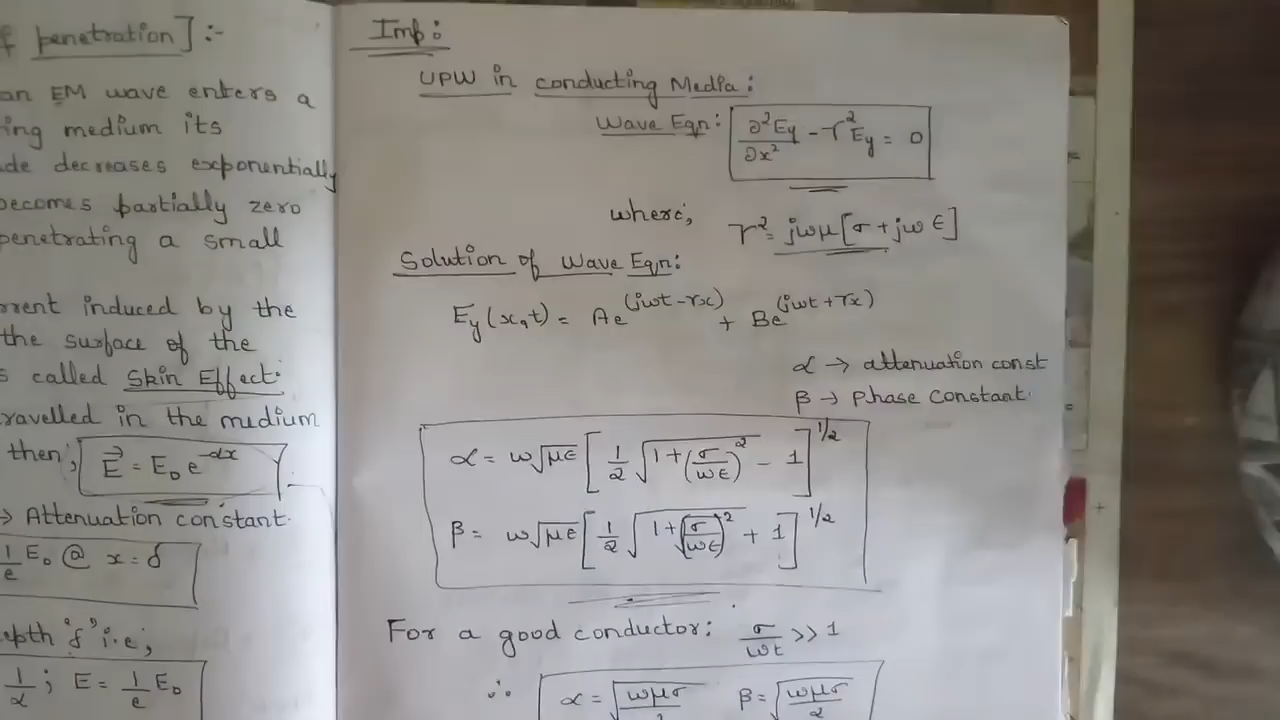 f penetration] :-
an EM wave enters a
ing medium its
de decreases exponentially
becomes partially zero
penetrating a small
rrent induced by the
the surface of the
s called Skin Effect.
ravelled in the medium
then; E⃗ = E₀ e^-αx
→ Attenuation constant.
1/e E₀ @ x = δ
epth 'δ' i.e;
1/α ; E = 1/e E₀
Imp:
UPW in conducting Media:
Wave Eqn: ∂²Ey/∂x² - γ²Ey = 0
where, γ² = jωμ[σ + jωϵ]
Solution of Wave Eqn:
Ey(x,t) = Ae^(jωt-γx) + Be^(jωt+γx)
α → attenuation const
β → Phase constant.
α = ω√μϵ [1/2 √1+(σ/ωϵ)² - 1]^1/2
β = ω√μϵ [1/2 √1+(σ/ωϵ)² + 1]^1/2
For a good conductor: σ/ωt >> 1
∴ α = √ωμσ/2 β = √ωμσ/2